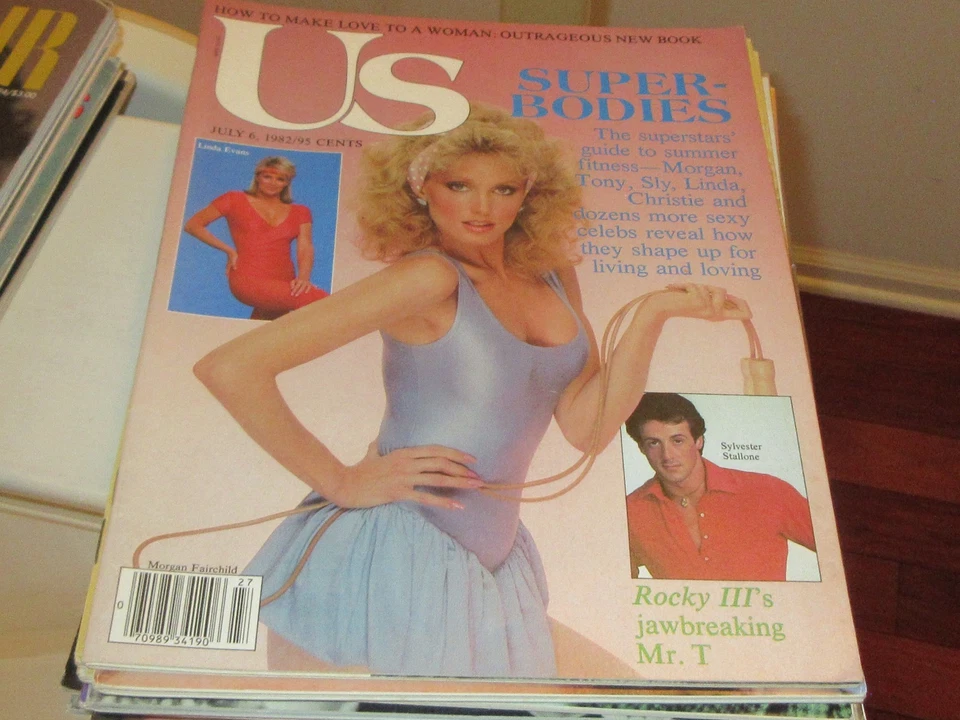 HOW TO MAKE LOVE TO A WOMAN: OUTRAGEOUS NEW BOOK
US
JULY 6, 1982/95 CENTS
Linda Evans
SUPER-
BODIES
The superstars'
guide to summer
fitness—Morgan,
Tony, Sly, Linda,
Christie and
dozens more sexy
celebs reveal how
they shape up for
living and loving
Sylvester
Stallone
Rocky III's
jawbreaking
Mr. T
Morgan Fairchild
27
0
70989 34190